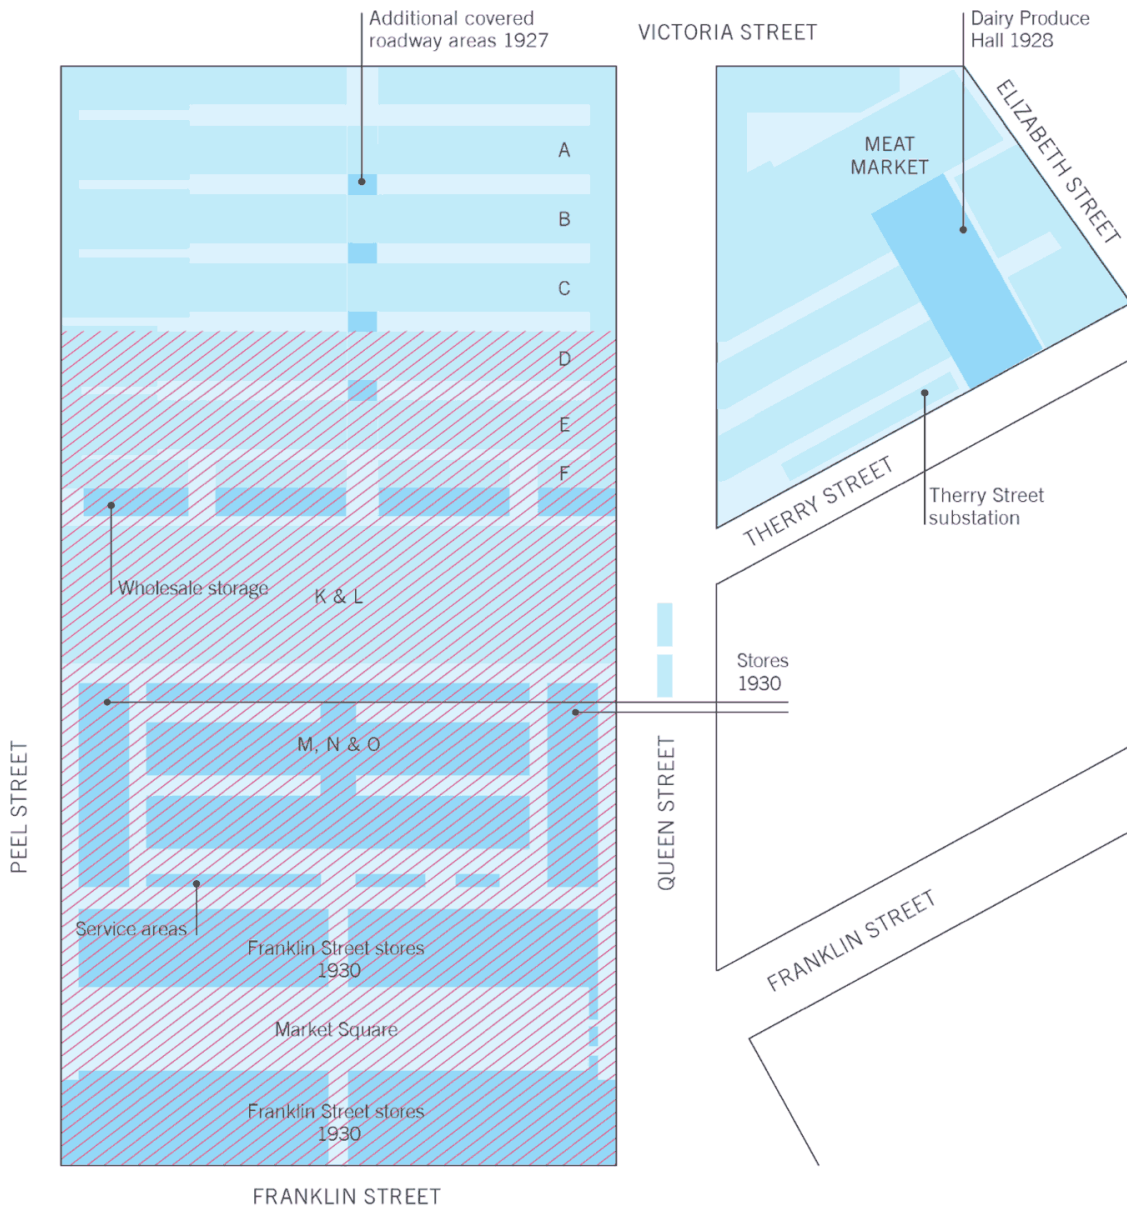 Additional covered
roadway areas 1927
VICTORIA STREET
Dairy Produce
Hall 1928
ELIZABETH STREET
MEAT
MARKET
A
B
C
D
E
F
THERRY STREET
Therry Street
substation
Wholesale storage
K & L
Stores
1930
M, N & O
PEEL STREET
QUEEN STREET
Service areas
Franklin Street stores
1930
FRANKLIN STREET
Market Square
Franklin Street stores
1930
FRANKLIN STREET